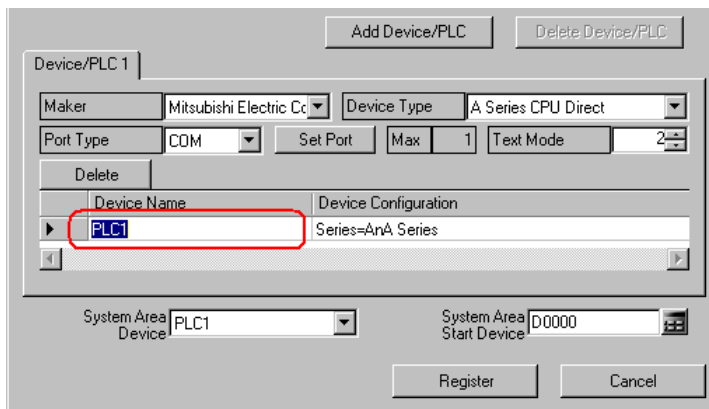 Add Device/PLC Delete Device/PLC
Device/PLC 1
Maker Mitsubishi Electric Cc Device Type A Series CPU Direct
Port Type COM Set Port Max 1 Text Mode 2
Delete
Device Name Device Configuration
PLC1 Series=AnA Series
System Area Device PLC1 System Area Start Device D0000
Register Cancel